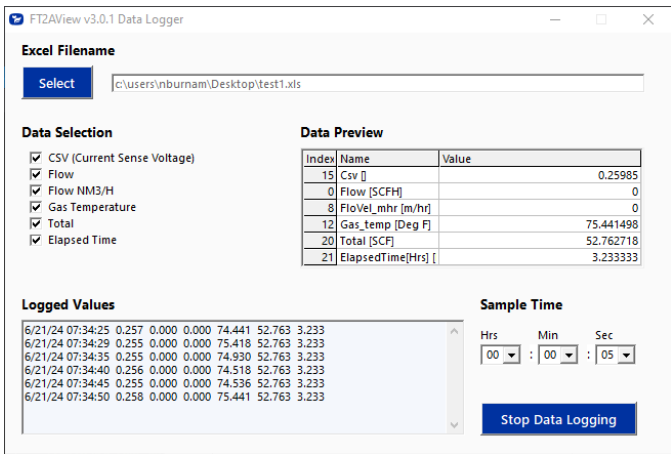 FT2AView v3.0.1 Data Logger
Excel Filename
Select
c:\users\nburnam\Desktop\test1.xls
Data Selection
CSV (Current Sense Voltage)
Flow
Flow NM3/H
Gas Temperature
Total
Elapsed Time
Data Preview
Index Name Value
15 Csv [] 0.25985
0 Flow [SCFH] 0
8 FloVel_mhr [m/hr] 0
12 Gas_temp [Deg F] 75.441498
20 Total [SCF] 52.762718
21 ElapsedTime[Hrs] [ 3.233333
Logged Values
6/21/24 07:34:25 0.257 0.000 0.000 74.441 52.763 3.233
6/21/24 07:34:29 0.255 0.000 0.000 75.418 52.763 3.233
6/21/24 07:34:35 0.255 0.000 0.000 74.930 52.763 3.233
6/21/24 07:34:40 0.256 0.000 0.000 74.518 52.763 3.233
6/21/24 07:34:45 0.255 0.000 0.000 74.536 52.763 3.233
6/21/24 07:34:50 0.258 0.000 0.000 75.441 52.763 3.233
Sample Time
Hrs Min Sec
00 : 00 : 05
Stop Data Logging